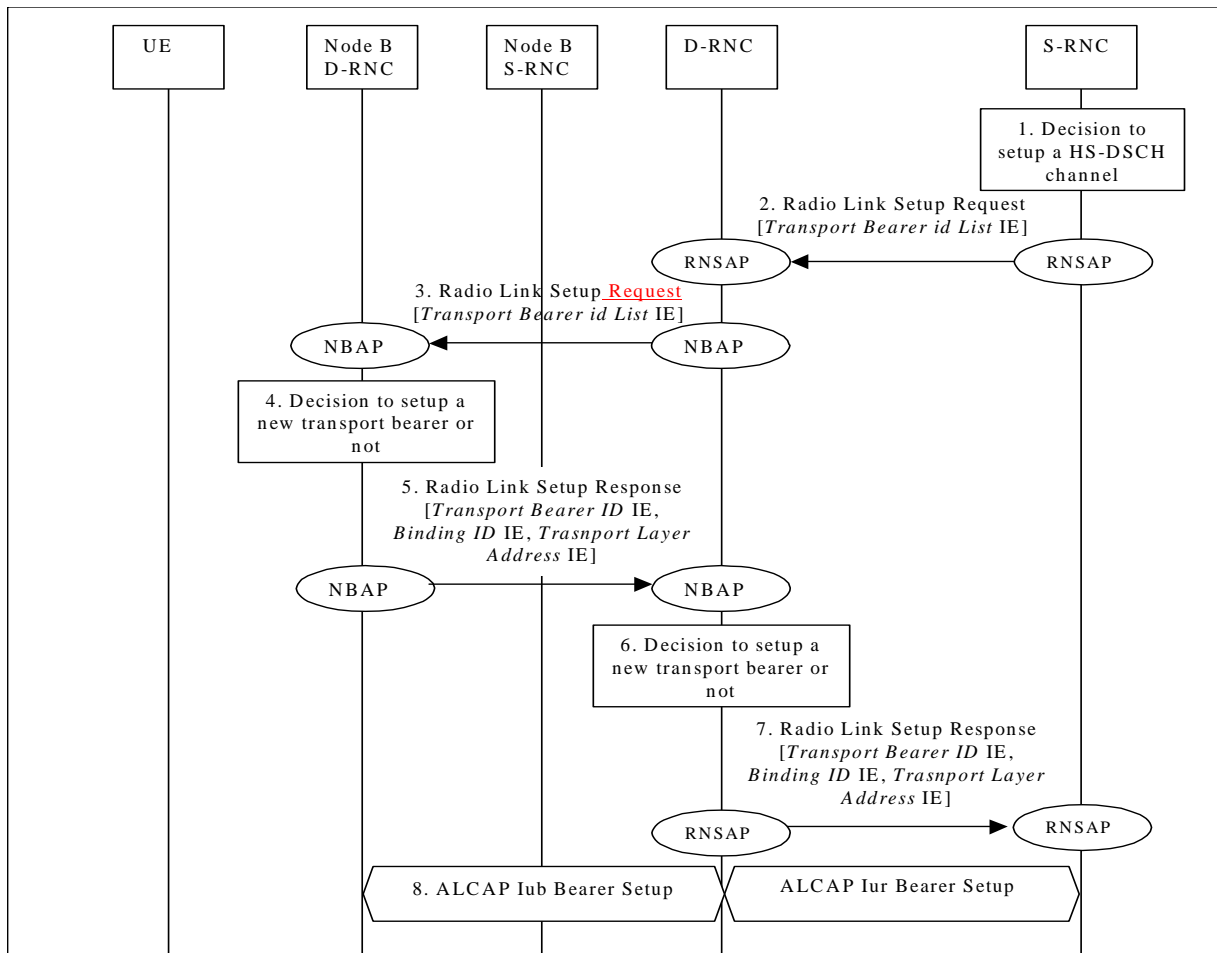 UE
Node B
D-RNC
Node B
S-RNC
D-RNC
S-RNC
1. Decision to
setup a HS-DSCH
channel
2. Radio Link Setup Request
[Transport Bearer id List IE]
RNSAP
RNSAP
3. Radio Link Setup Request
[Transport Bearer id List IE]
NBAP
NBAP
4. Decision to setup a
new transport bearer or
not
5. Radio Link Setup Response
[Transport Bearer ID IE,
Binding ID IE, Trasnport Layer
Address IE]
NBAP
NBAP
6. Decision to setup a
new transport bearer or
not
7. Radio Link Setup Response
[Transport Bearer ID IE,
Binding ID IE, Trasnport Layer
Address IE]
RNSAP
RNSAP
8. ALCAP Iub Bearer Setup
ALCAP Iur Bearer Setup